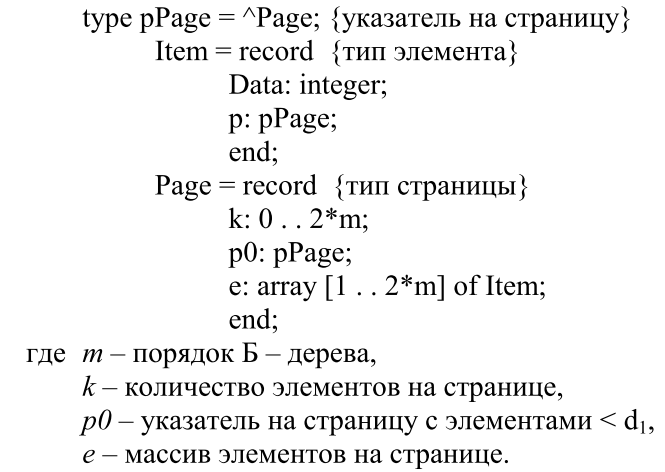 type pPage = ^Page; {указатель на страницу}
Item = record {тип элемента}
Data: integer;
p: pPage;
end;
Page = record {тип страницы}
k: 0 . . 2*m;
p0: pPage;
e: array [1 . . 2*m] of Item;
end;
где m – порядок Б – дерева,
k – количество элементов на странице,
p0 – указатель на страницу с элементами < d₁,
e – массив элементов на странице.